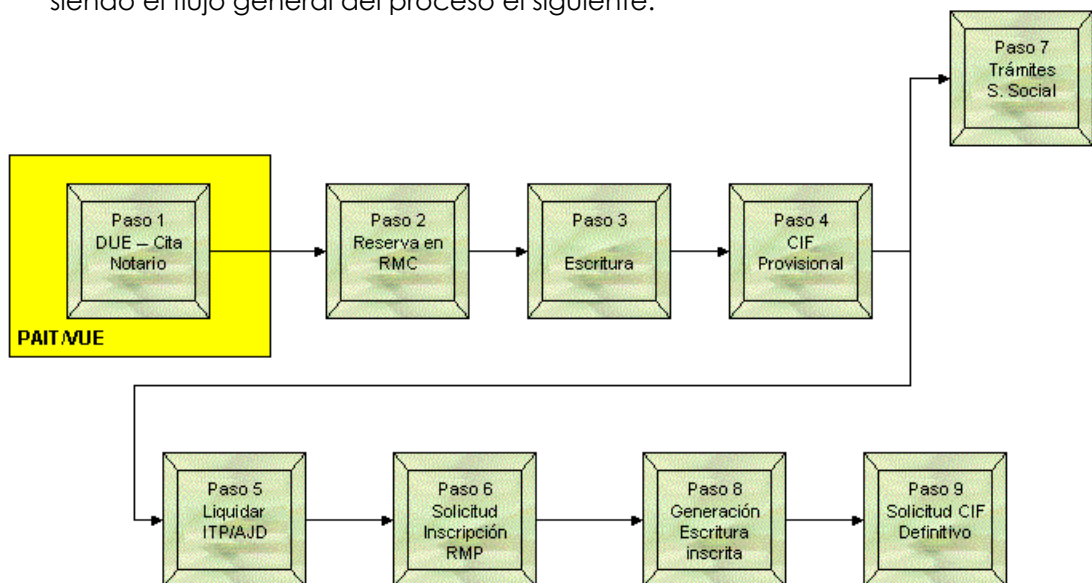 siendo el flujo general del proceso el siguiente:
Paso 7
Trámites
S. Social
Paso 1
DUE – Cita
Notario
PAIT/VUE
Paso 2
Reserva en
RMC
Paso 3
Escritura
Paso 4
CIF
Provisional
Paso 5
Liquidar
ITP/AJD
Paso 6
Solicitud
Inscripción
RMP
Paso 8
Generación
Escritura
inscrita
Paso 9
Solicitud CIF
Definitivo